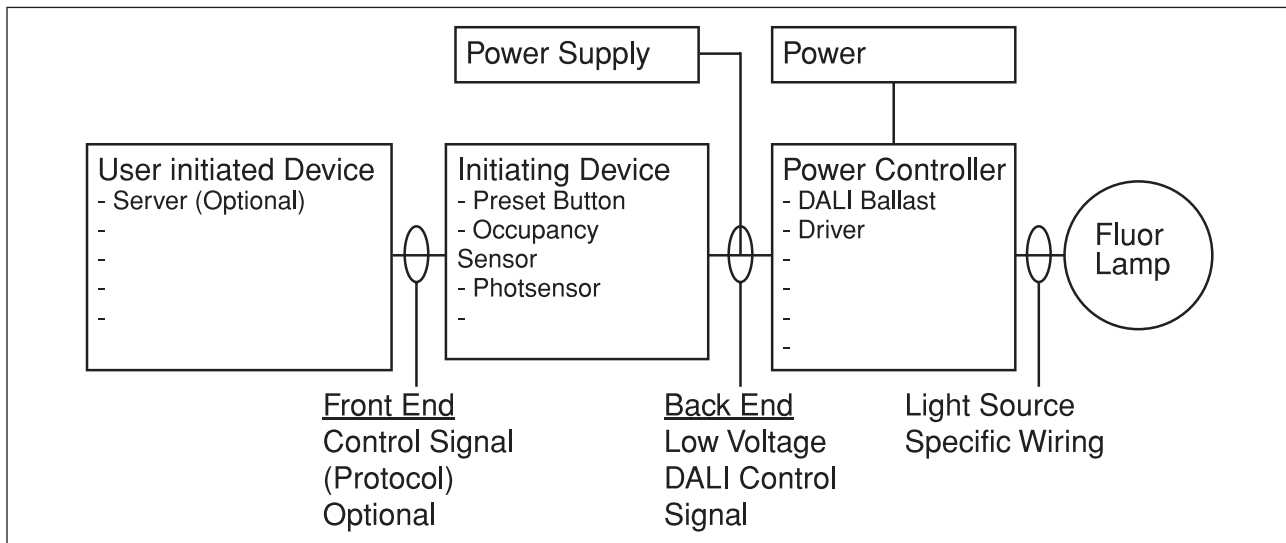 Power Supply
Power
User initiated Device
- Server (Optional)
-
-
-
-
Initiating Device
- Preset Button
- Occupancy
Sensor
- Photsensor
-
Power Controller
- DALI Ballast
- Driver
-
-
-
-
Fluor
Lamp
Front End
Control Signal
(Protocol)
Optional
Back End
Low Voltage
DALI Control
Signal
Light Source
Specific Wiring